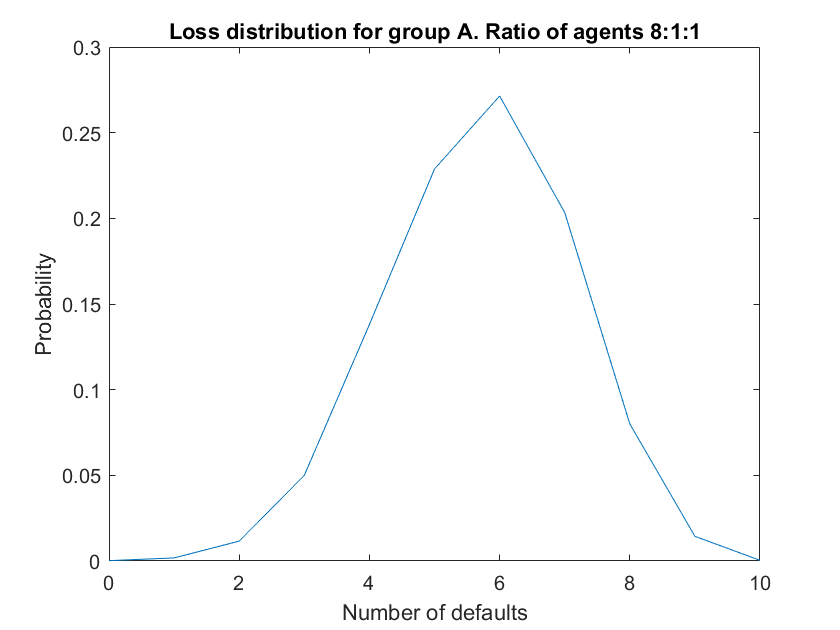 Loss distribution for group A. Ratio of agents 8:1:1
0.3
0.25
0.2
0.15
0.1
0.05
0
Probability
0 2 4 6 8 10
Number of defaults